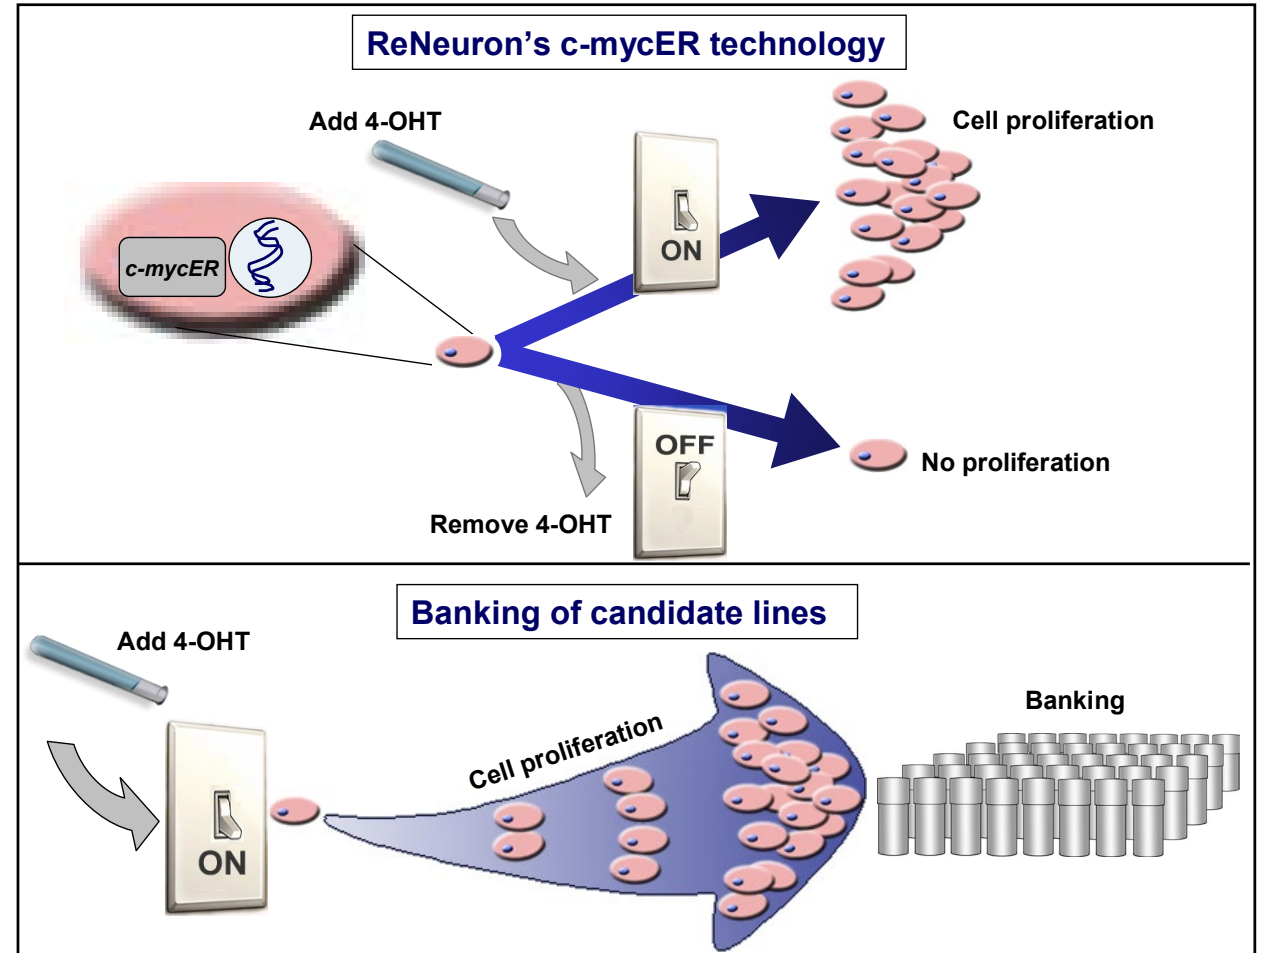 ReNeuron’s c-mycER technology
Add 4-OHT
Cell proliferation
ON
c-mycER
OFF
No proliferation
Remove 4-OHT
Banking of candidate lines
Add 4-OHT
Banking
Cell proliferation
ON